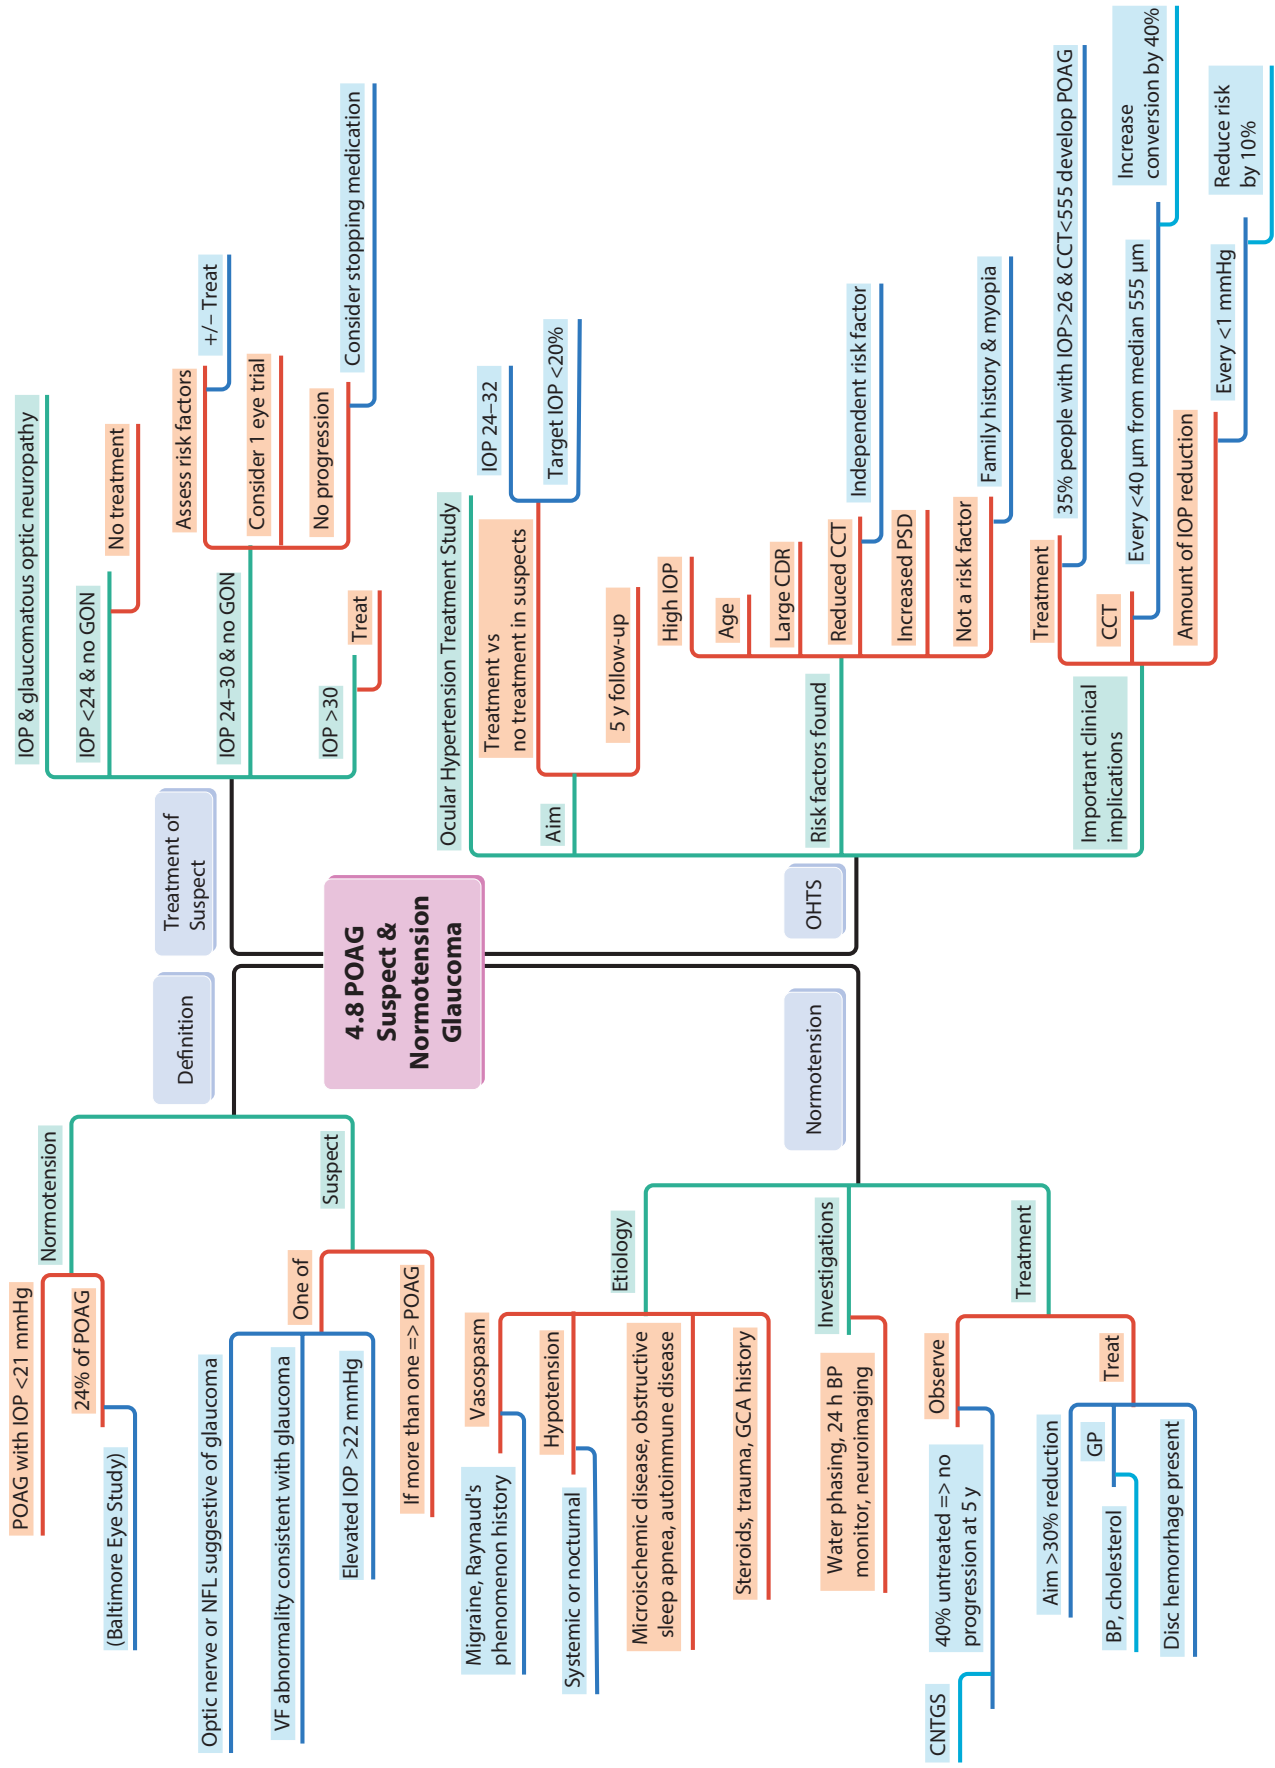 4.8 POAG
Suspect &
Normotension
Glaucoma
Definition
Normotension
POAG with IOP <21 mmHg
24% of POAG
(Baltimore Eye Study)
Suspect
One of
Optic nerve or NFL suggestive of glaucoma
VF abnormality consistent with glaucoma
Elevated IOP >22 mmHg
If more than one => POAG
Treatment of
Suspect
IOP & glaucomatous optic neuropathy
IOP <24 & no GON
No treatment
IOP 24–30 & no GON
Assess risk factors
+/– Treat
Consider 1 eye trial
No progression
Consider stopping medication
IOP >30
Treat
Normotension
Etiology
Vasospasm
Migraine, Raynaud's
phenomenon history
Hypotension
Systemic or nocturnal
Microischemic disease, obstructive
sleep apnea, autoimmune disease
Steroids, trauma, GCA history
Investigations
Water phasing, 24 h BP
monitor, neuroimaging
Treatment
Observe
40% untreated => no
progression at 5 y
CNTGS
Treat
Aim >30% reduction
GP
BP, cholesterol
Disc hemorrhage present
OHTS
Ocular Hypertension Treatment Study
Aim
Treatment vs
no treatment in suspects
IOP 24–32
Target IOP <20%
5 y follow-up
Risk factors found
High IOP
Age
Large CDR
Reduced CCT
Independent risk factor
Increased PSD
Not a risk factor
Family history & myopia
Important clinical
implications
Treatment
35% people with IOP>26 & CCT<555 develop POAG
CCT
Every <40 µm from median 555 µm
Increase
conversion by 40%
Amount of IOP reduction
Every <1 mmHg
Reduce risk
by 10%